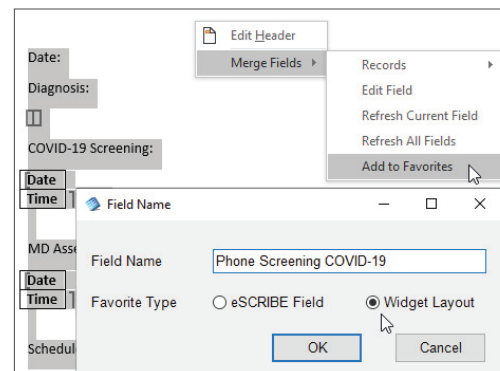 Edit Header
Merge Fields
Records
Edit Field
Refresh Current Field
Refresh All Fields
Add to Favorites
Date:
Diagnosis:
COVID-19 Screening:
Date
Time
MD Asse
Date
Time
Schedul
Field Name
Field Name
Phone Screening COVID-19
Favorite Type
eSCRIBE Field
Widget Layout
OK
Cancel